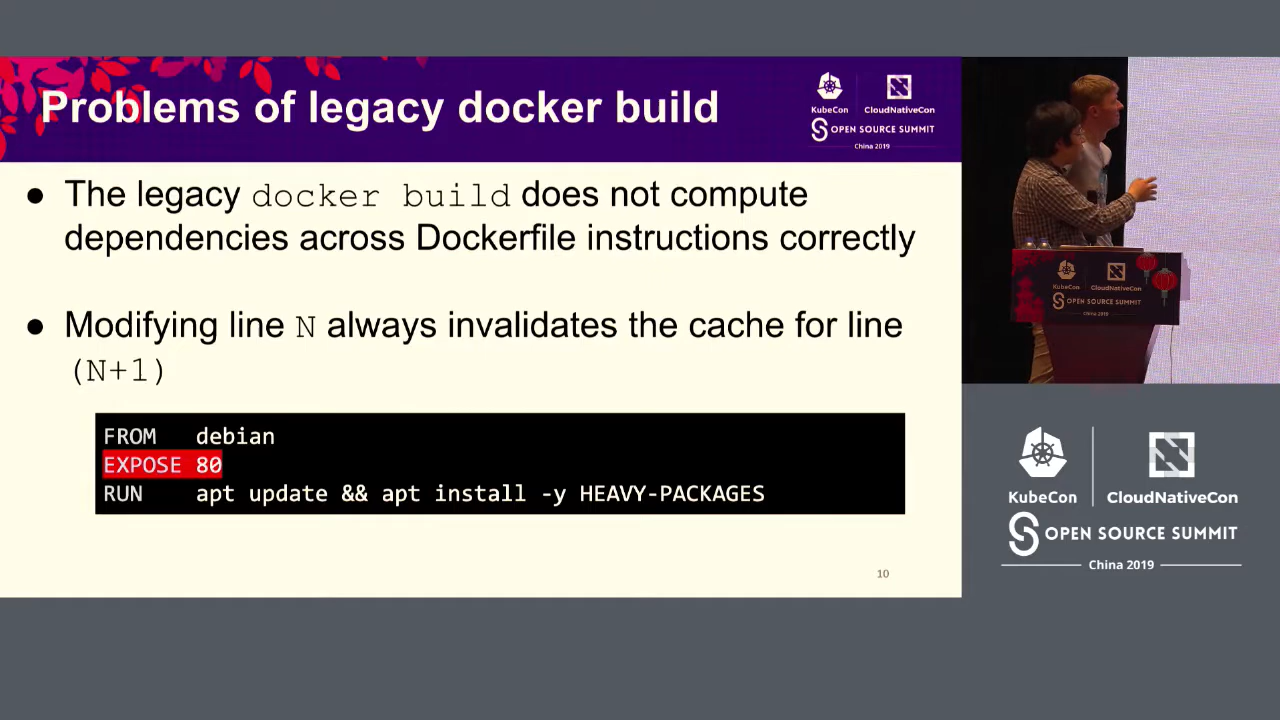 Problems of legacy docker build
KubeCon
CloudNativeCon
OPEN SOURCE SUMMIT
China 2019
● The legacy docker build does not compute
dependencies across Dockerfile instructions correctly
● Modifying line N always invalidates the cache for line
(N+1)
FROM debian
EXPOSE 80
RUN apt update && apt install -y HEAVY-PACKAGES
10
KubeCon
CloudNativeCon
OPEN SOURCE SUMMIT
China 2019
KubeCon
CloudNativeCon
OPEN SOURCE SUMMIT
China 2019